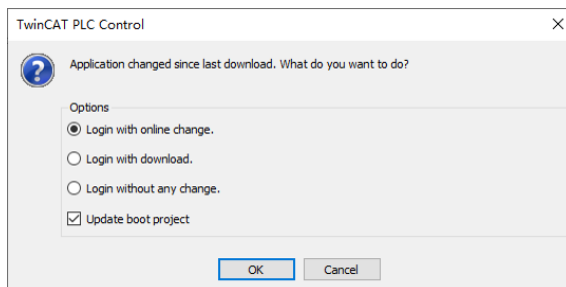 TwinCAT PLC Control
Application changed since last download. What do you want to do?
Options
Login with online change.
Login with download.
Login without any change.
Update boot project
OK Cancel